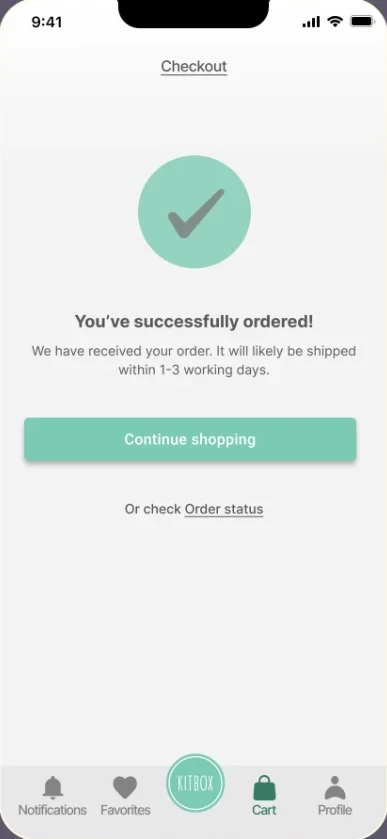 9:41
Checkout
You’ve successfully ordered!
We have received your order. It will likely be shipped
within 1-3 working days.
Continue shopping
Or check Order status
KITBOX
Notifications Favorites Cart Profile